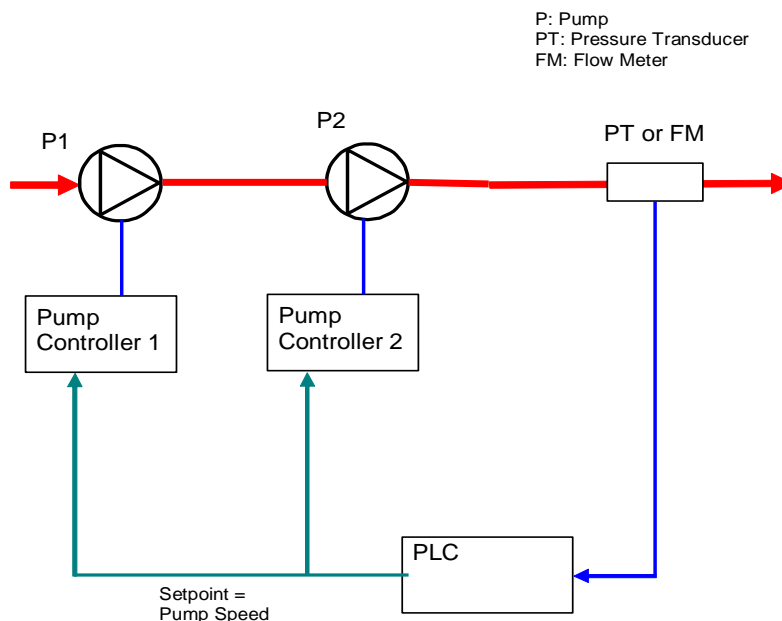 P: Pump
PT: Pressure Transducer
FM: Flow Meter
P1
P2
PT or FM
Pump
Controller 1
Pump
Controller 2
PLC
Setpoint =
Pump Speed